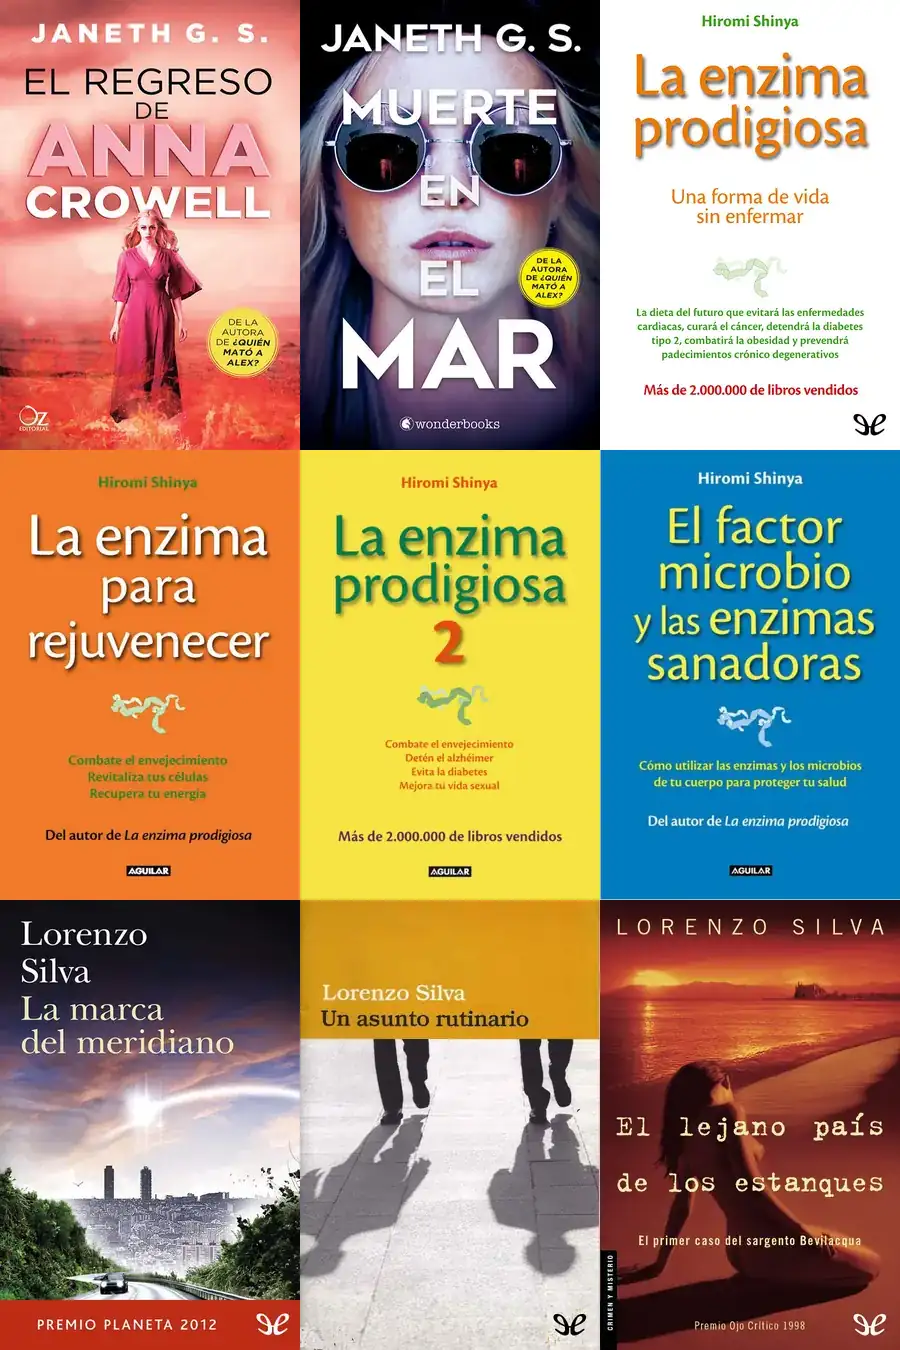 JANETH G. S.
EL REGRESO
DE
ANNA
CROWELL
DE LA
AUTORA
DE ¿QUIÉN
MATÓ A
ALEX?
OZ
EDITORIAL
JANETH G. S.
MUERTE
EN
EL
MAR
DE LA
AUTORA
DE ¿QUIÉN
MATÓ A
ALEX?
wonderbooks
Hiromi Shinya
La enzima
prodigiosa
Una forma de vida
sin enfermar
La dieta del futuro que evitará las enfermedades
cardiacas, curará el cáncer, detendrá la diabetes
tipo 2, combatirá la obesidad y prevendrá
padecimientos crónico degenerativos
Más de 2.000.000 de libros vendidos
Hiromi Shinya
La enzima
para
rejuvenecer
Combate el envejecimiento
Revitaliza tus células
Recupera tu energía
Del autor de La enzima prodigiosa
AGUILAR
Hiromi Shinya
La enzima
prodigiosa
2
Combate el envejecimiento
Detén el alzhéimer
Evita la diabetes
Mejora tu vida sexual
Más de 2.000.000 de libros vendidos
AGUILAR
Hiromi Shinya
El factor
microbio
y las enzimas
sanadoras
Cómo utilizar las enzimas y los microbios
de tu cuerpo para proteger tu salud
Del autor de La enzima prodigiosa
AGUILAR
Lorenzo
Silva
La marca
del meridiano
PREMIO PLANETA 2012
Lorenzo Silva
Un asunto rutinario
LORENZO SILVA
El lejano país
de los estanques
El primer caso del sargento Bevilacqua
CRIMEN Y MISTERIO
Premio Ojo Crítico 1998